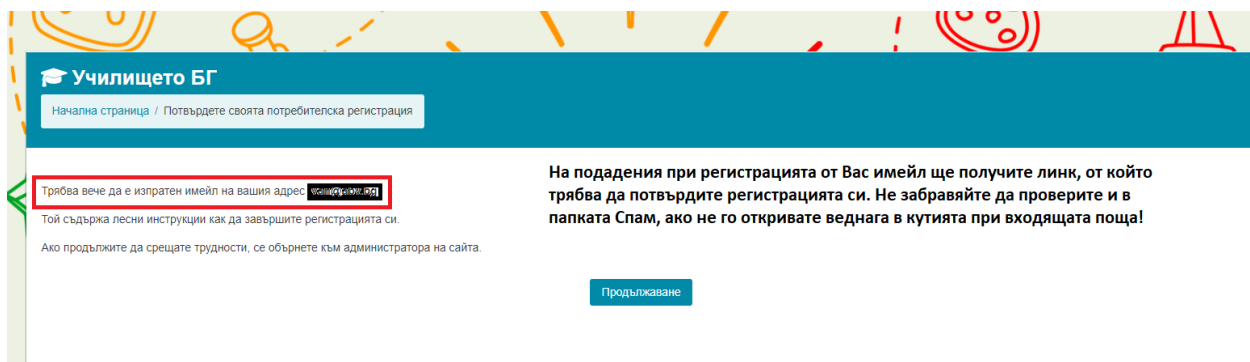 Училището БГ
Начална страница / Потвърдете своята потребителска регистрация
Трябва вече да е изпратен имейл на вашия адрес
Той съдържа лесни инструкции как да завършите регистрацията си.
Ако продължите да срещате трудности, се обърнете към администратора на сайта.
На подадения при регистрацията от Вас имейл ще получите линк, от който
трябва да потвърдите регистрацията си. Не забравяйте да проверите и в
папката Спам, ако не го откривате веднага в кутията при входящата поща!
Продължаване